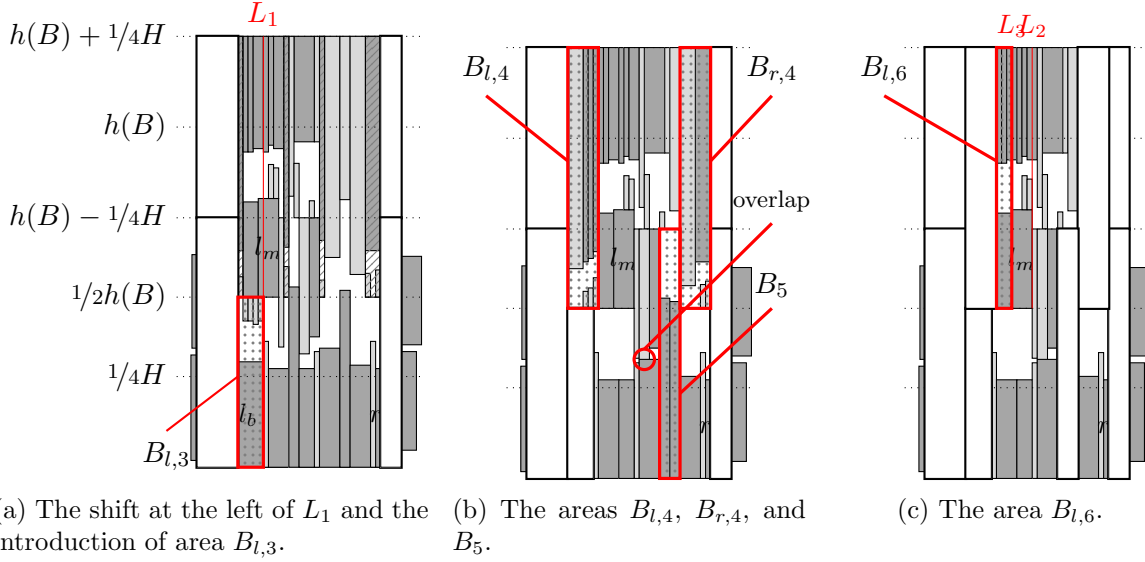 L1
h(B) + 1/4H
h(B)
h(B) − 1/4H
1/2h(B)
1/4H
lm
lb
r
Bl,3
(a) The shift at the left of L1 and the
introduction of area Bl,3.
Bl,4
Br,4
overlap
lm
B5
r
(b) The areas Bl,4, Br,4, and
B5.
L3L2
Bl,6
lm
r
(c) The area Bl,6.